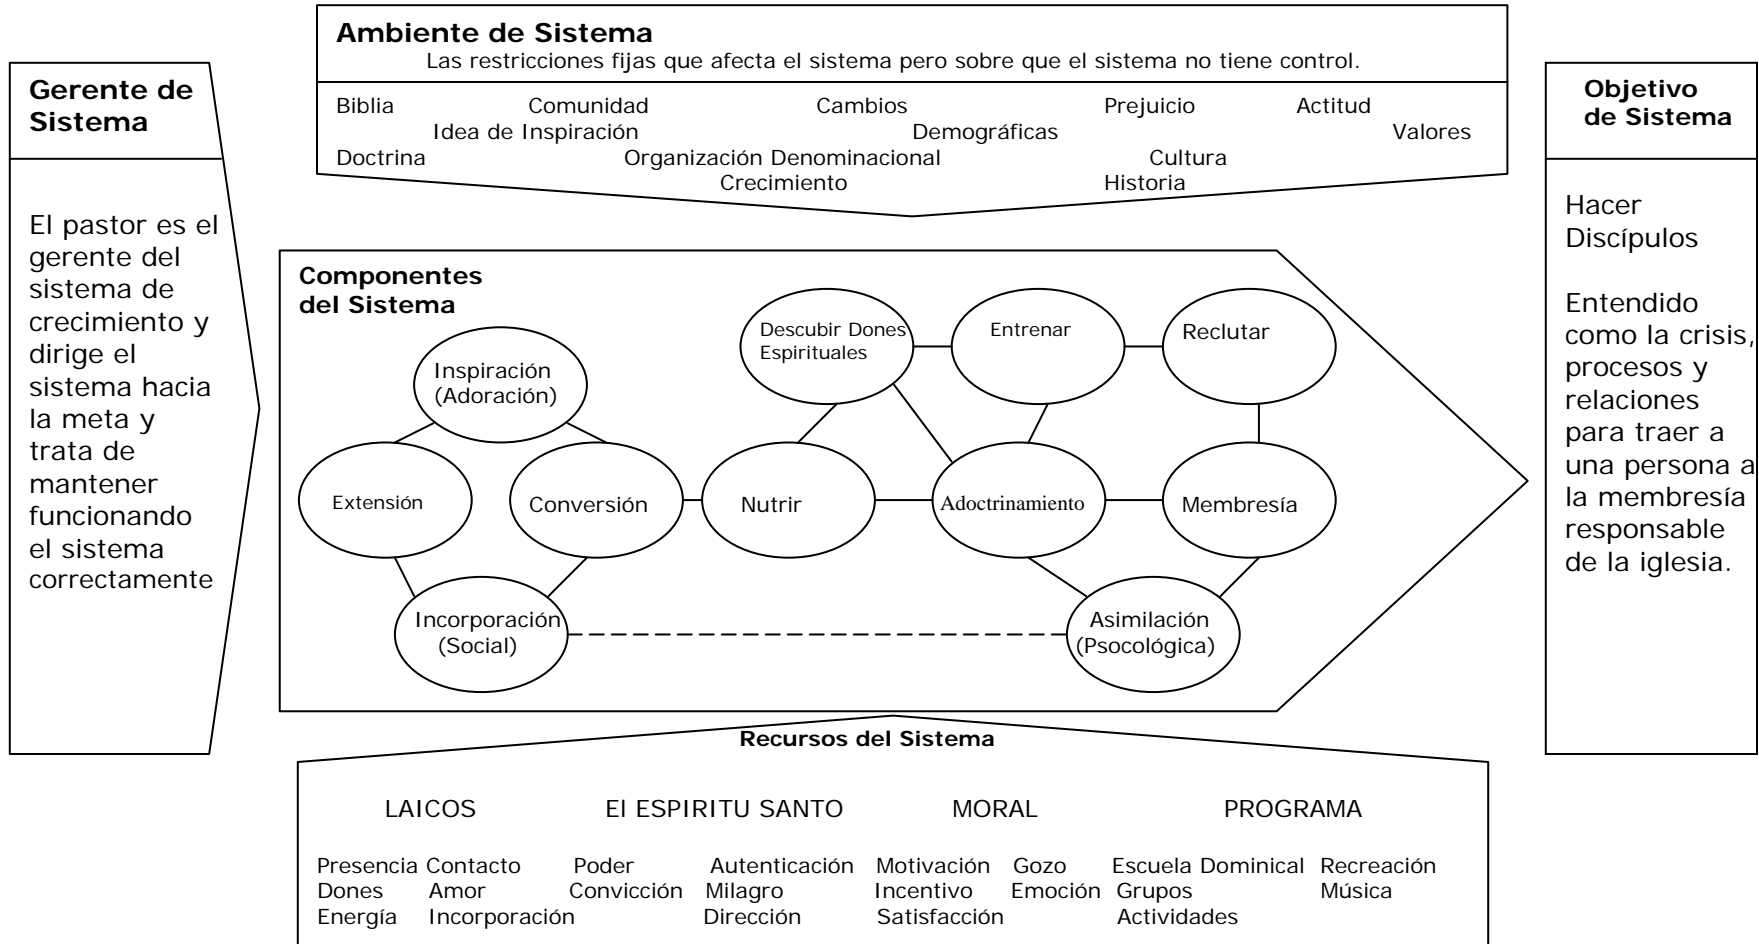 Ambiente de Sistema
Las restricciones fijas que afecta el sistema pero sobre que el sistema no tiene control.
Biblia Comunidad Cambios Prejuicio Actitud
Idea de Inspiración Demográficas Valores
Doctrina Organización Denominacional Cultura
Crecimiento Historia
Gerente de
Sistema
El pastor es el
gerente del
sistema de
crecimiento y
dirige el
sistema hacia
la meta y
trata de
mantener
funcionando
el sistema
correctamente
Componentes
del Sistema
Inspiración
(Adoración)
Extensión
Conversión
Incorporación
(Social)
Nutrir
Descubir Dones
Espirituales
Entrenar
Reclutar
Adoctrinamiento
Membresía
Asimilación
(Psocológica)
Objetivo
de Sistema
Hacer
Discípulos
Entendido
como la crisis,
procesos y
relaciones
para traer a
una persona a
la membresía
responsable
de la iglesia.
Recursos del Sistema
LAICOS El ESPIRITU SANTO MORAL PROGRAMA
Presencia Contacto Poder Autenticación Motivación Gozo Escuela Dominical Recreación
Dones Amor Convicción Milagro Incentivo Emoción Grupos Música
Energía Incorporación Dirección Satisfacción Actividades